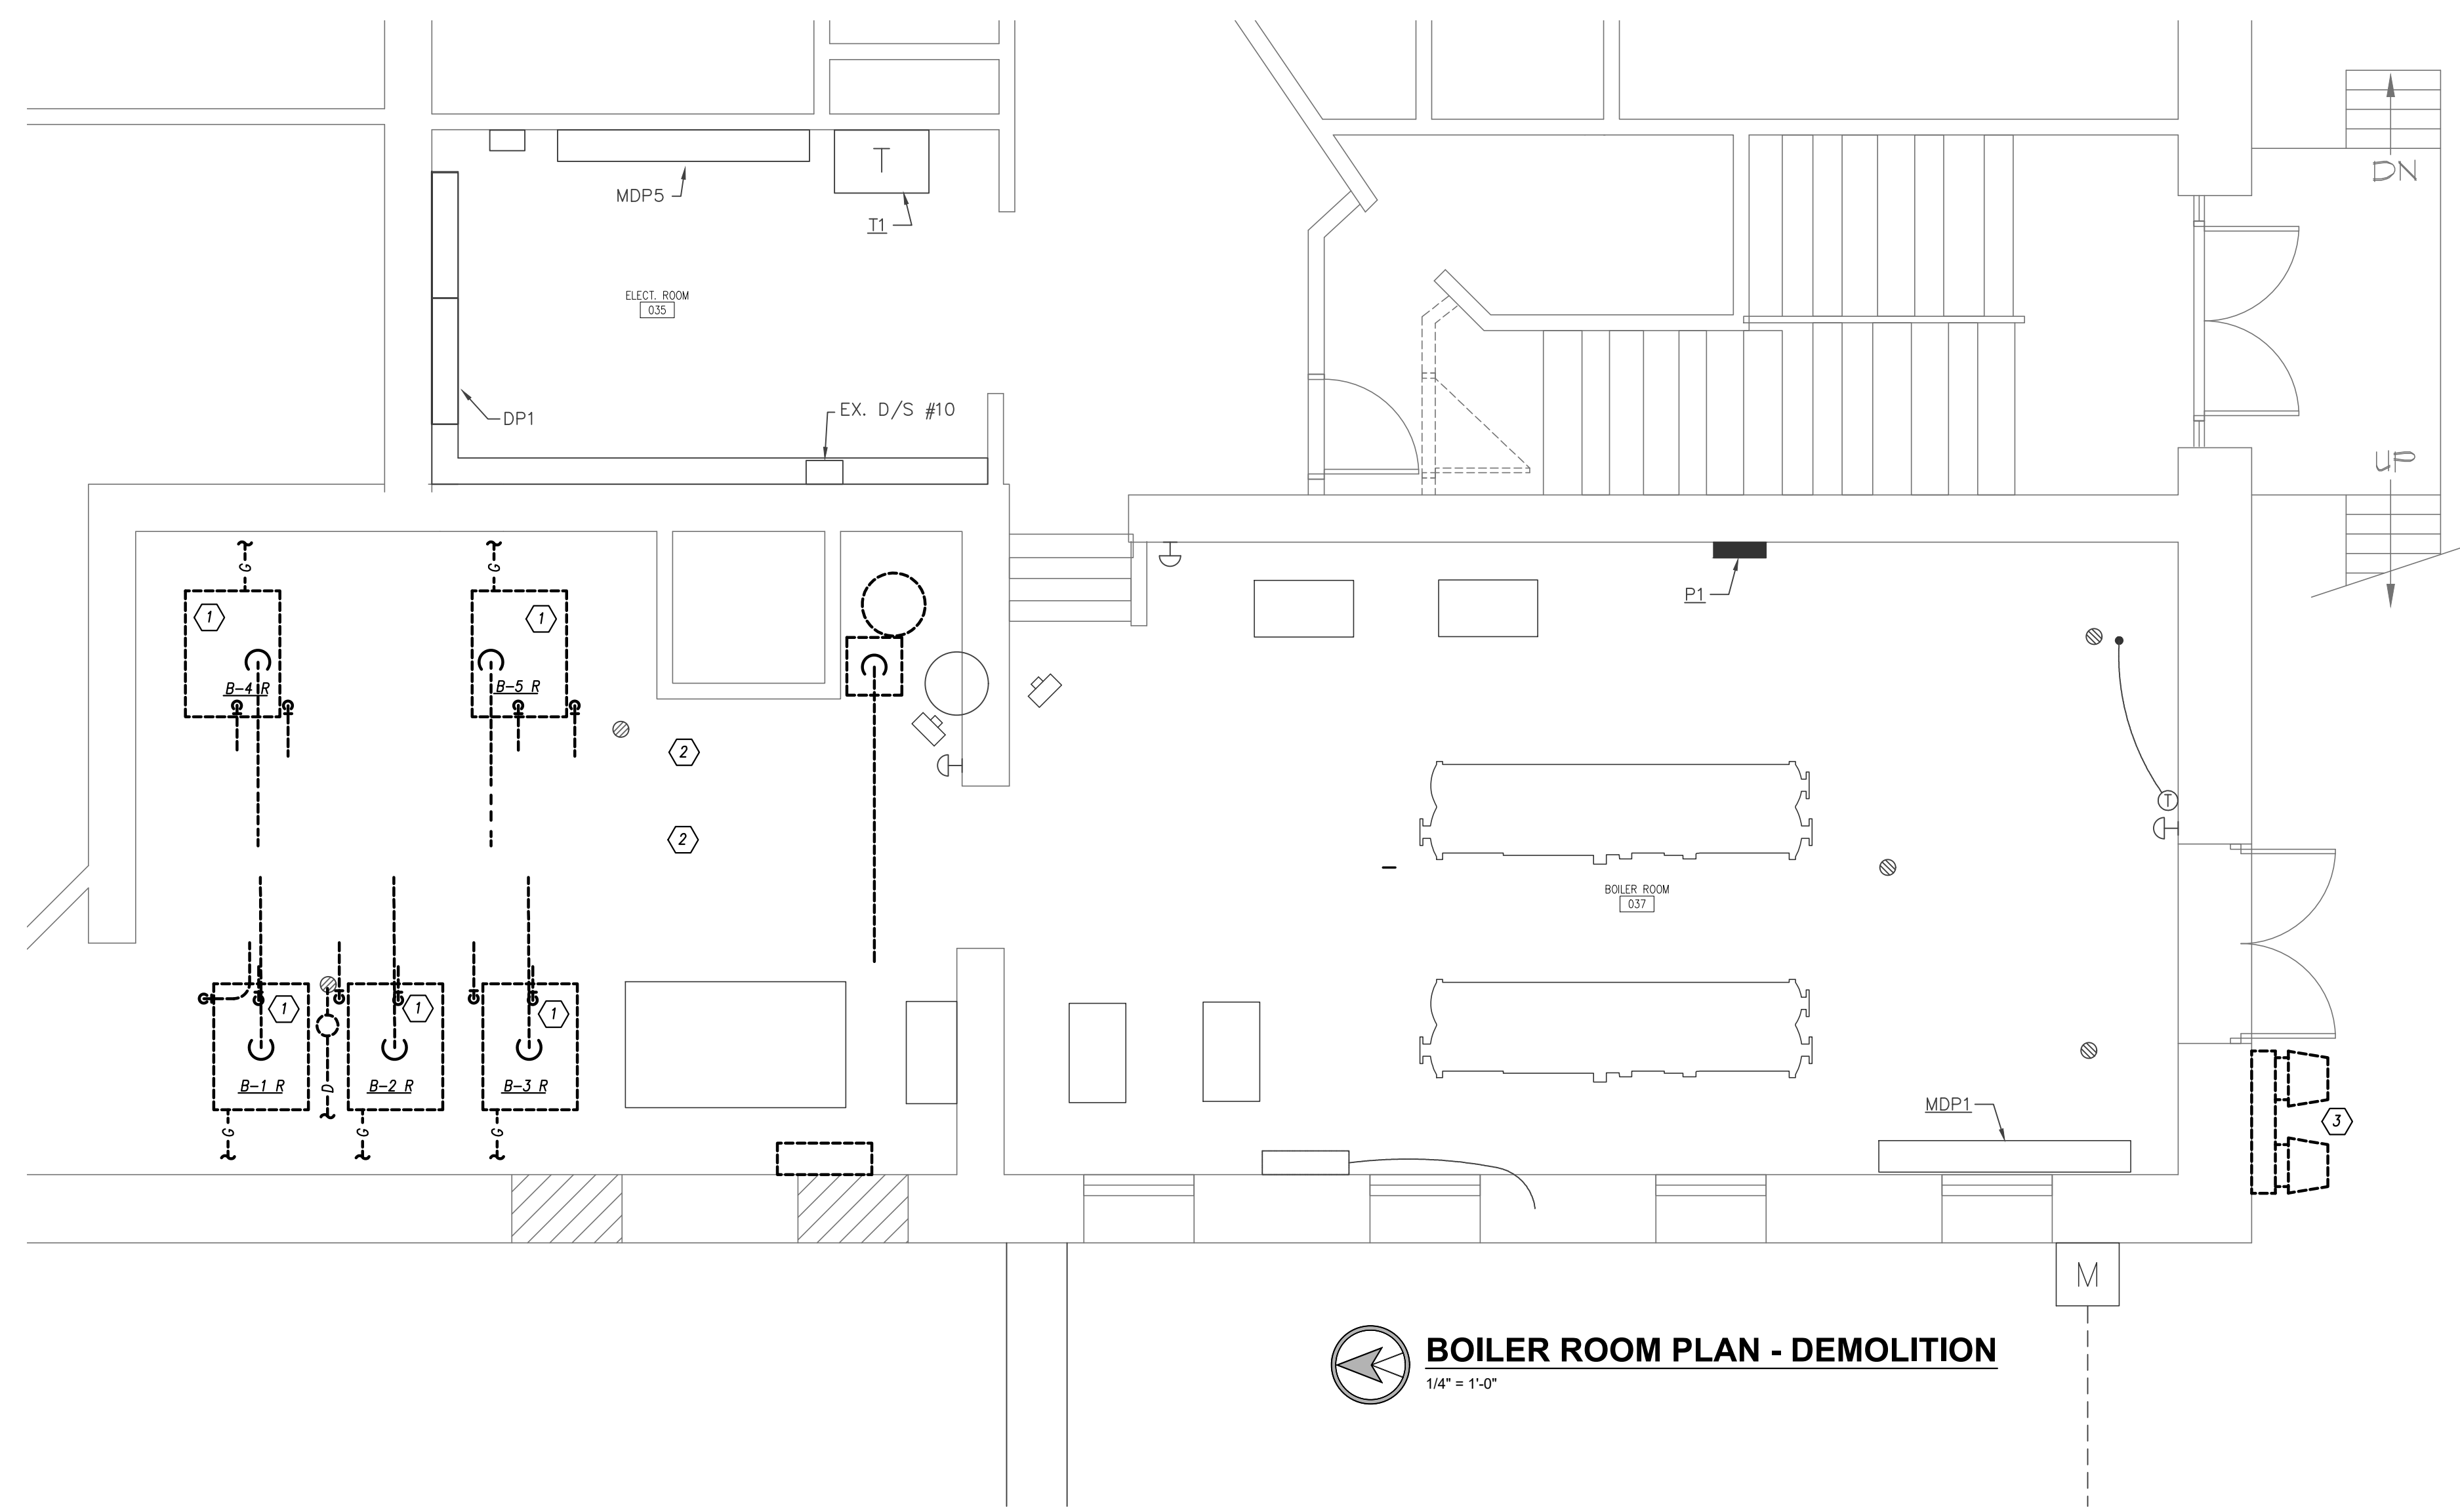 DN
T
MDP5
T1
ELECT. ROOM
035
EX. D/S #10
DP1
UP
G
G
P1
1
1
B-4 R
B-5 R
2
T
2
BOILER ROOM
037
1
1
1
B-1 R
D
B-2 R
B-3 R
MDP1
3
G
G
G
M
BOILER ROOM PLAN - DEMOLITION
1/4" = 1'-0"